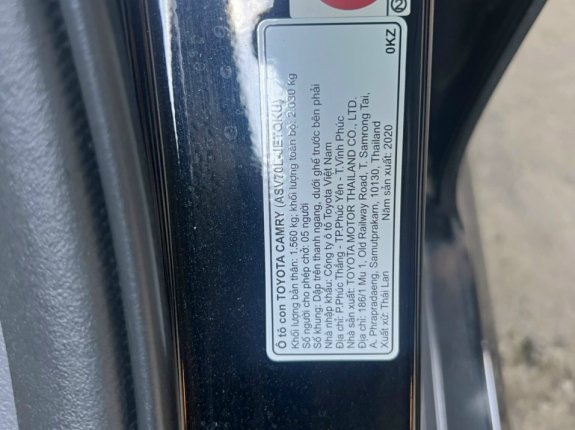 Ô tô con TOYOTA CAMRY (ASV70L-JETQKU)
Khối lượng bản thân: 1.560 kg; khối lượng toàn bộ: 2.030 kg
Số người cho phép chở: 05 người
Số khung: Dập trên thanh ngang, dưới ghế trước bên phải
Nhà nhập khẩu: Công ty ô tô Toyota Việt Nam
Địa chỉ: P.Phúc Thắng - TP.Phúc Yên - T.Vĩnh Phúc
Nhà sản xuất: TOYOTA MOTOR THAILAND CO., LTD.
Địa chỉ: 186/1 Mu 1, Old Railway Road, T. Samrong Tai,
A. Phrapradaeng, Samutprakarn, 10130, Thailand
Xuất xứ: Thái Lan Năm sản xuất: 2020
0KZ